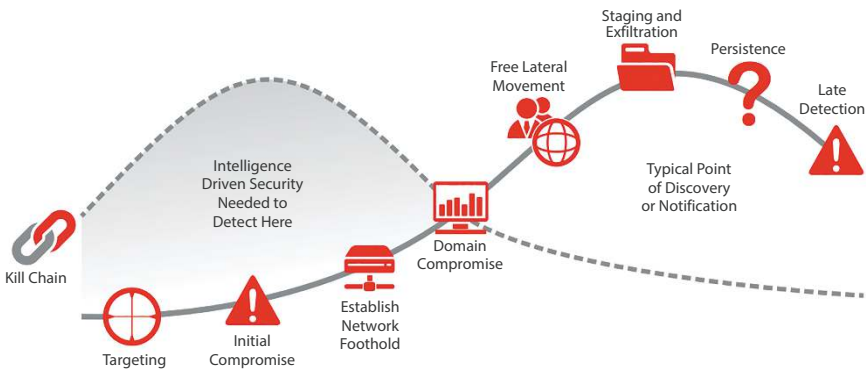 Kill Chain
Targeting
Initial
Compromise
Establish
Network
Foothold
Intelligence
Driven Security
Needed to
Detect Here
Domain
Compromise
Free Lateral
Movement
Staging and
Exfiltration
Persistence
Late
Detection
Typical Point
of Discovery
or Notification